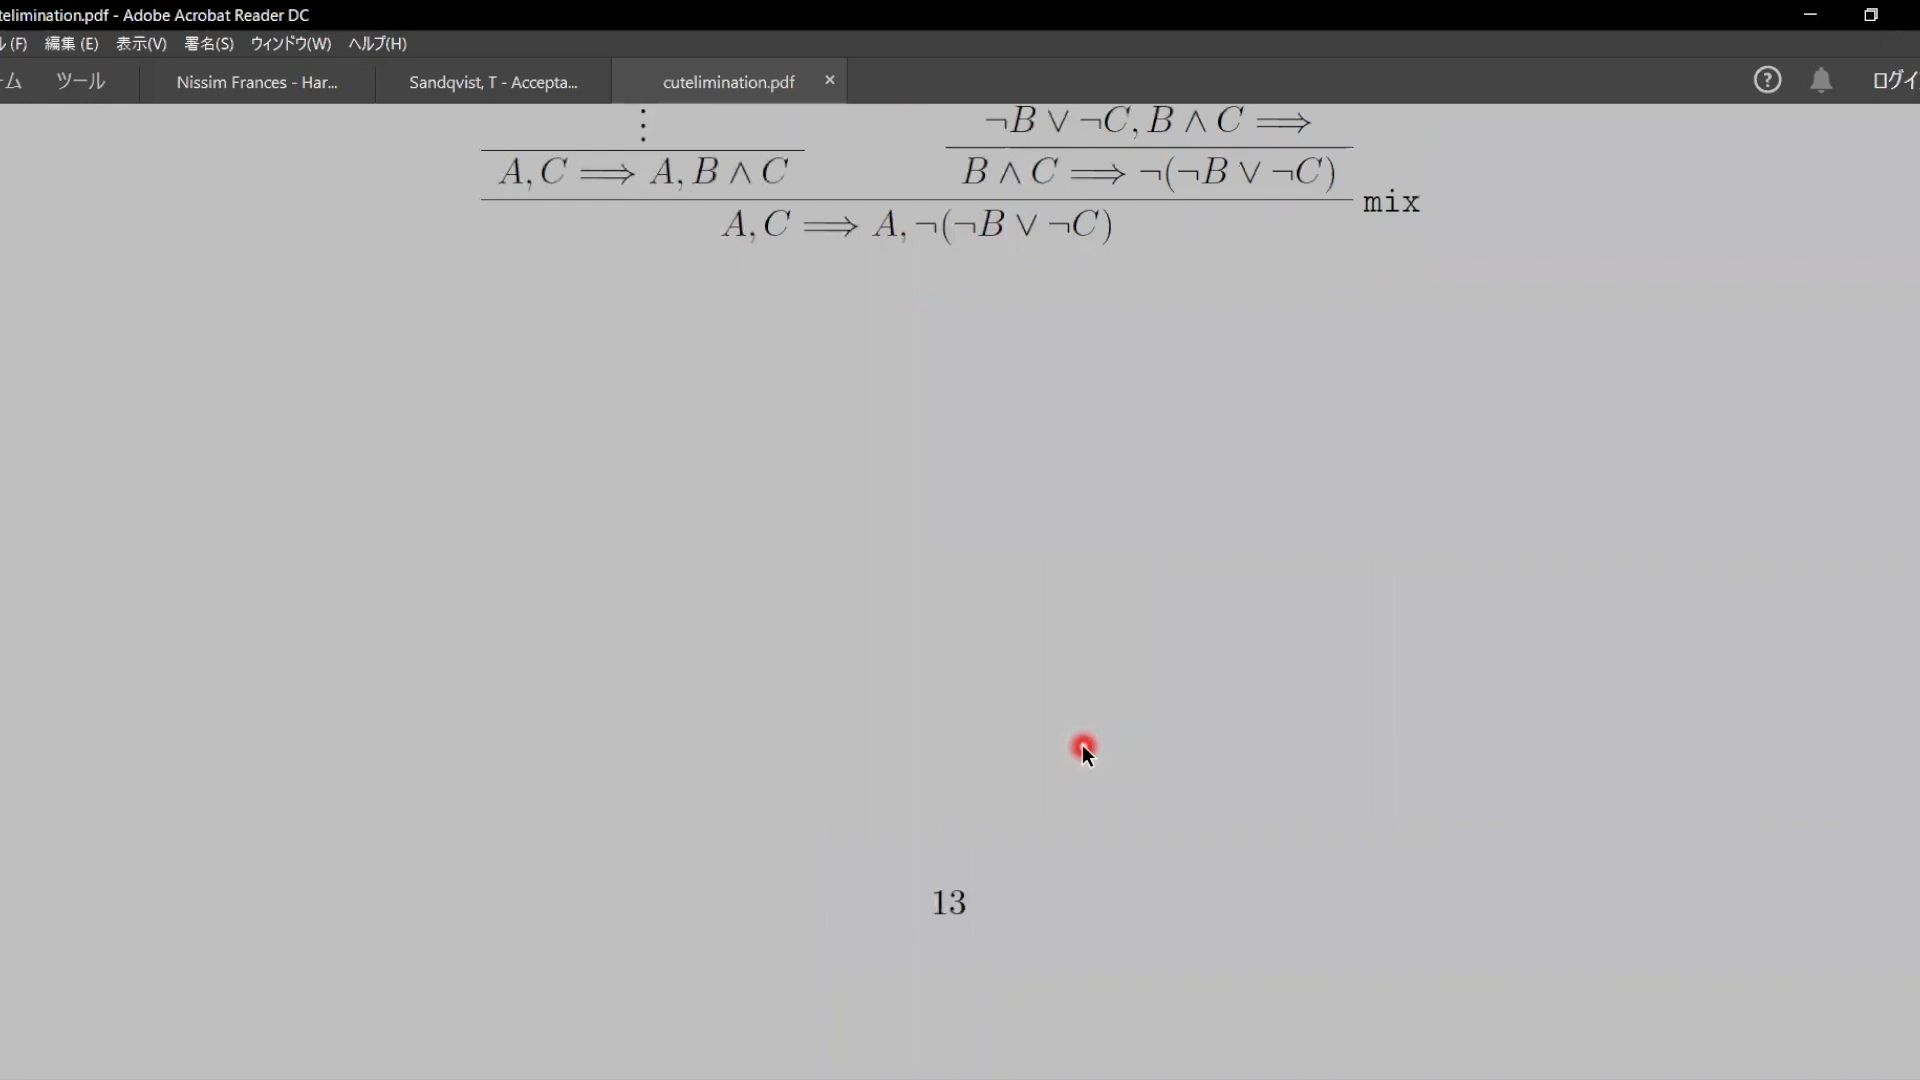 telimination.pdf - Adobe Acrobat Reader DC
ル(F) 編集(E) 表示(V) 署名(S) ウィンドウ(W) ヘルプ(H)
ーム ツール Nissim Frances - Har... Sandqvist, T - Accepta... cutelimination.pdf × ? ログイ
⋮ ¬B ∨ ¬C, B ∧ C ⟹
A, C ⟹ A, B ∧ C B ∧ C ⟹ ¬(¬B ∨ ¬C)
mix
A, C ⟹ A, ¬(¬B ∨ ¬C)
13